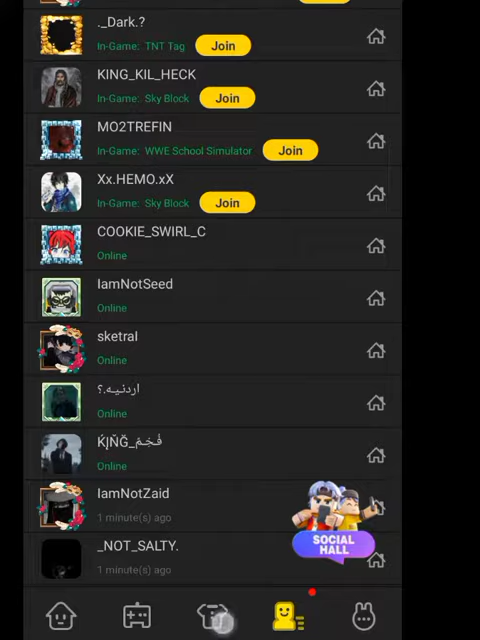 ._Dark.?
In-Game: TNT Tag
Join
KING_KIL_HECK
In-Game: Sky Block
Join
MO2TREFIN
In-Game: WWE School Simulator
Join
Xx.HEMO.xX
In-Game: Sky Block
Join
COOKIE_SWIRL_C
Online
IamNotSeed
Online
sketral
Online
اردنيـه.؟
Online
Online
IamNotZaid
1 minute(s) ago
SOCIAL
HALL
_NOT_SALTY.
1 minute(s) ago